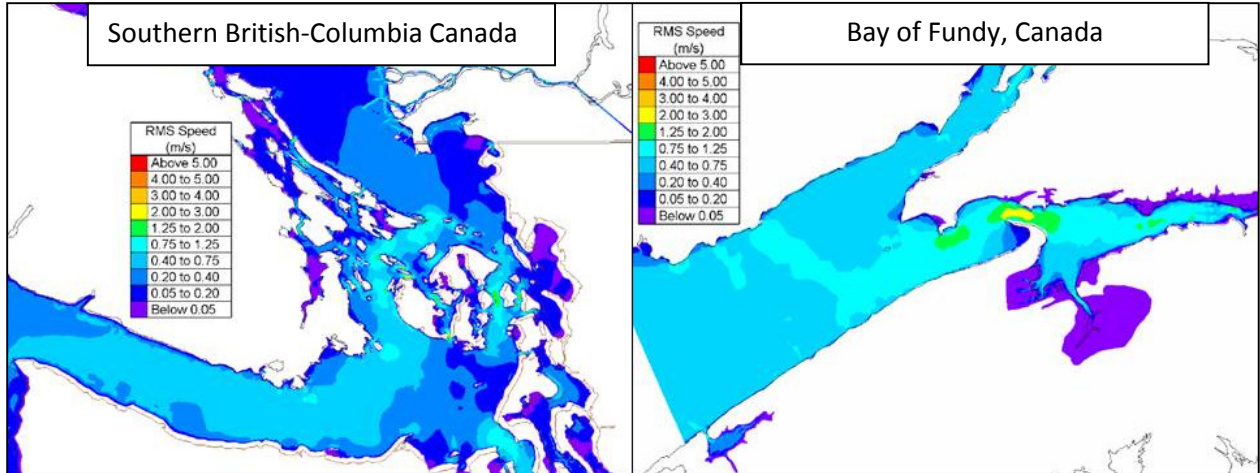 Southern British-Columbia Canada
RMS Speed
(m/s)
Above 5.00
4.00 to 5.00
3.00 to 4.00
2.00 to 3.00
1.25 to 2.00
0.75 to 1.25
0.40 to 0.75
0.20 to 0.40
0.05 to 0.20
Below 0.05
Bay of Fundy, Canada
RMS Speed
(m/s)
Above 5.00
4.00 to 5.00
3.00 to 4.00
2.00 to 3.00
1.25 to 2.00
0.75 to 1.25
0.40 to 0.75
0.20 to 0.40
0.05 to 0.20
Below 0.05